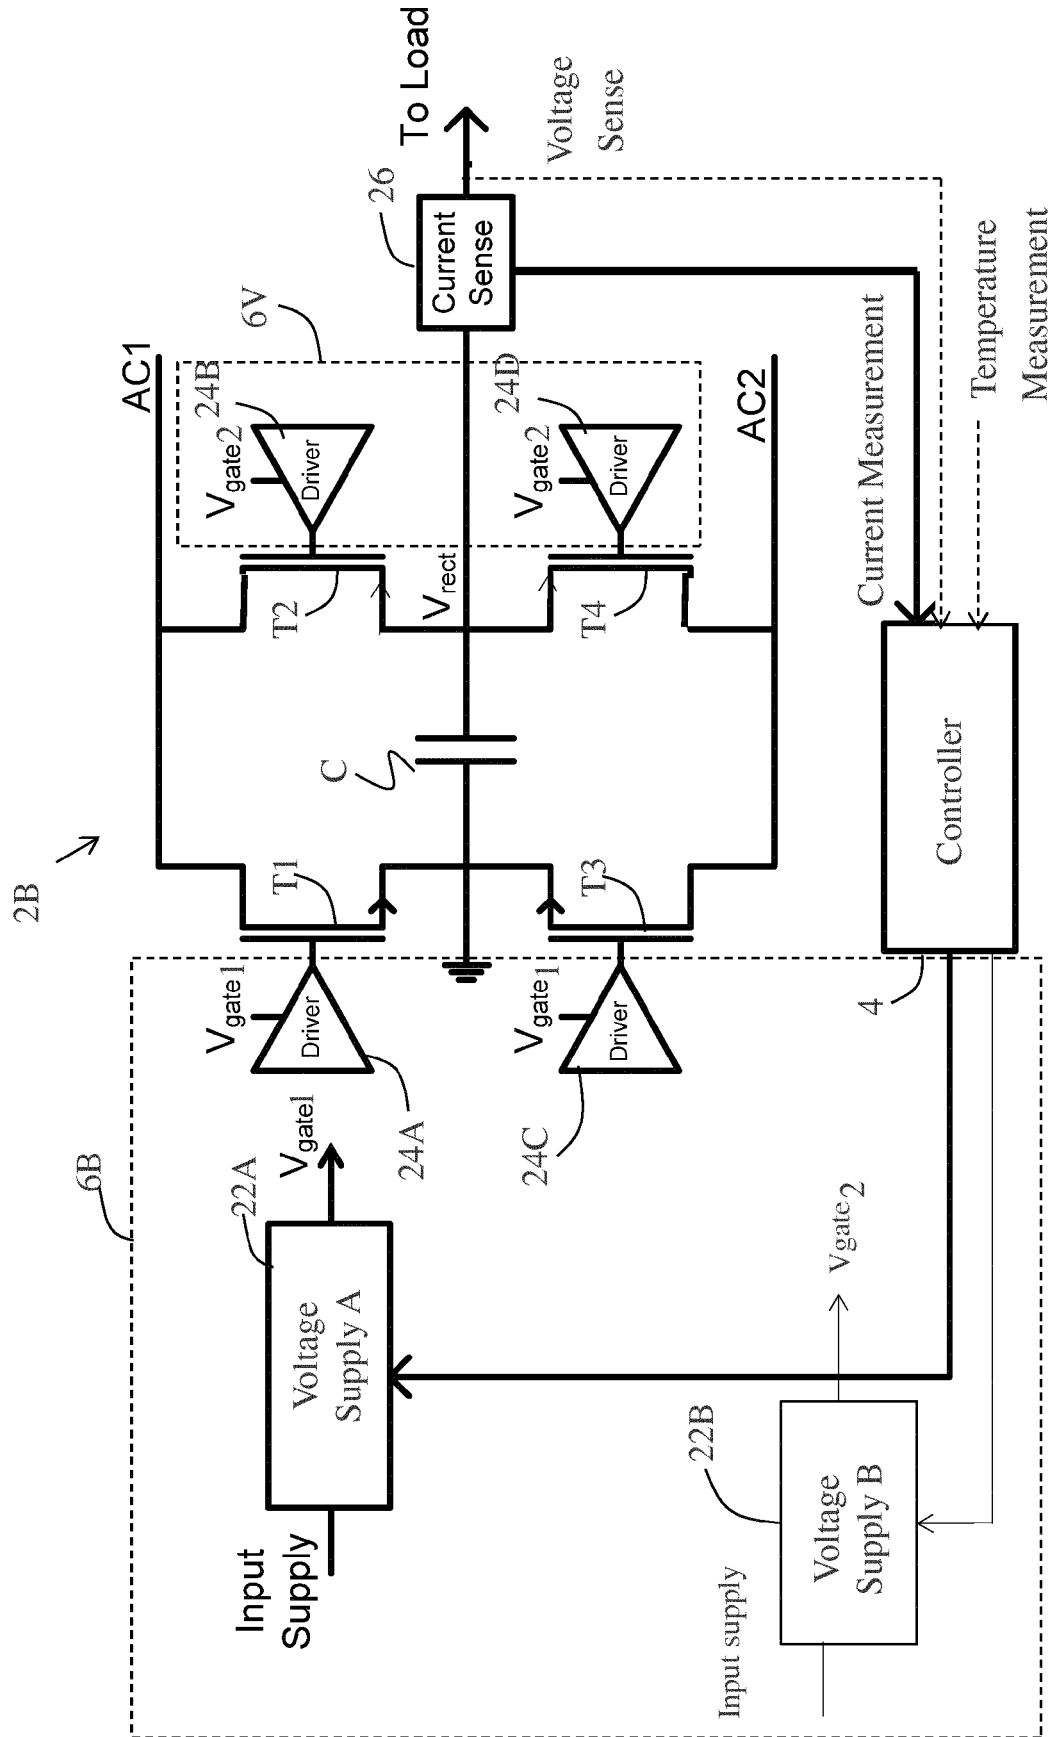 2B
6B
Input
Supply
Voltage
Supply A
22A
Vgate1
Input supply
Voltage
Supply B
22B
Vgate2
Vgate1
Driver
24A
Vgate1
Driver
24C
T1
T3
C
AC1
AC2
T2
T4
Vrect
Vgate2
Driver
24B
Vgate2
Driver
24D
6V
Current
Sense
26
To Load
Voltage
Sense
Current Measurement
Temperature
Measurement
Controller
4